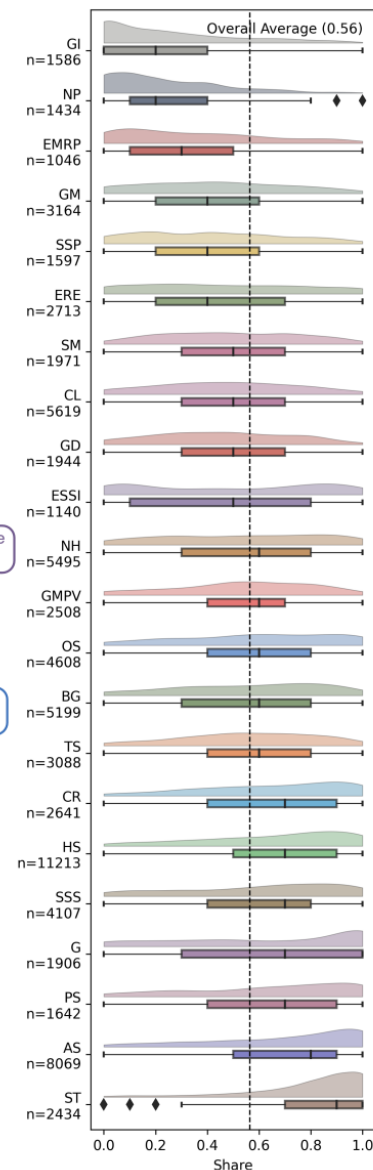 Overall Average (0.56)
GI
n=1586
NP
n=1434
EMRP
n=1046
GM
n=3164
SSP
n=1597
ERE
n=2713
SM
n=1971
CL
n=5619
GD
n=1944
ESSI
n=1140
e
NH
n=5495
GMPV
n=2508
OS
n=4608
BG
n=5199
TS
n=3088
CR
n=2641
HS
n=11213
SSS
n=4107
G
n=1906
PS
n=1642
AS
n=8069
ST
n=2434
0.0 0.2 0.4 0.6 0.8 1.0
Share